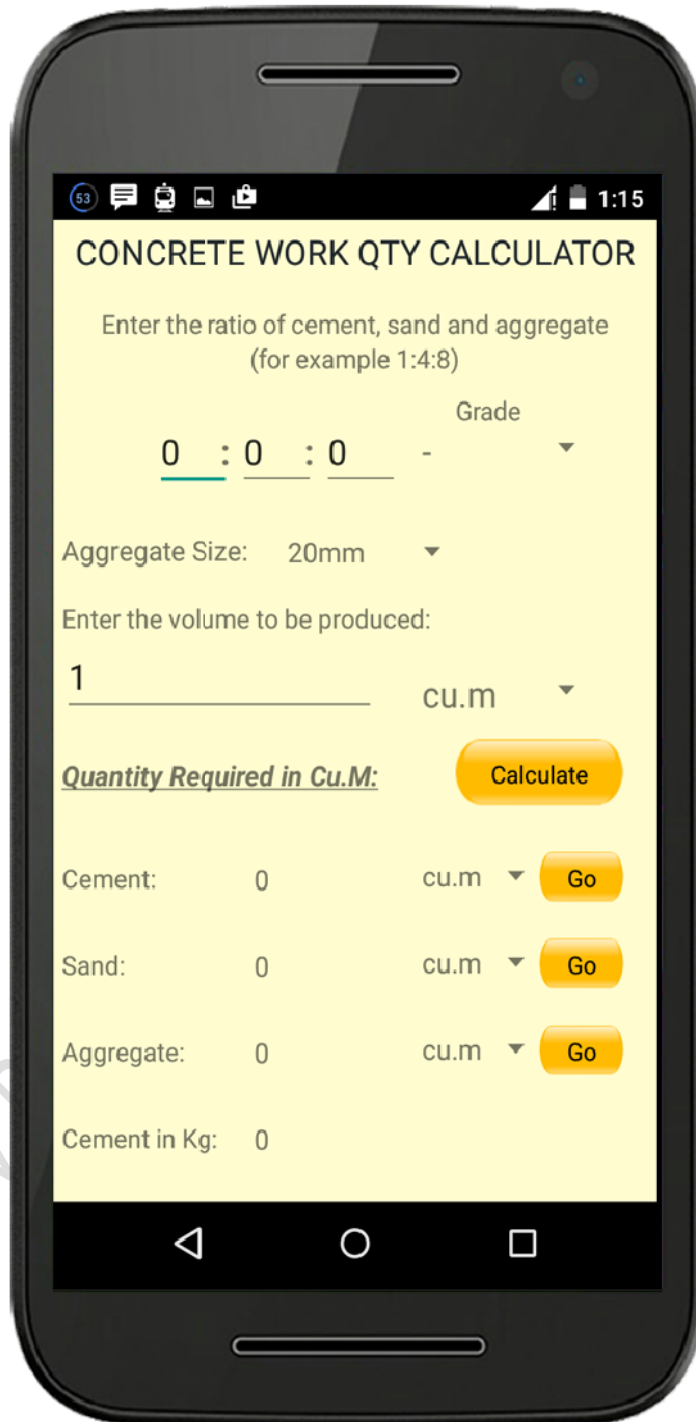 53 1:15
CONCRETE WORK QTY CALCULATOR
Enter the ratio of cement, sand and aggregate
(for example 1:4:8)
Grade
0 : 0 : 0 -
Aggregate Size: 20mm
Enter the volume to be produced:
1 cu.m
Quantity Required in Cu.M: Calculate
Cement: 0 cu.m Go
Sand: 0 cu.m Go
Aggregate: 0 cu.m Go
Cement in Kg: 0